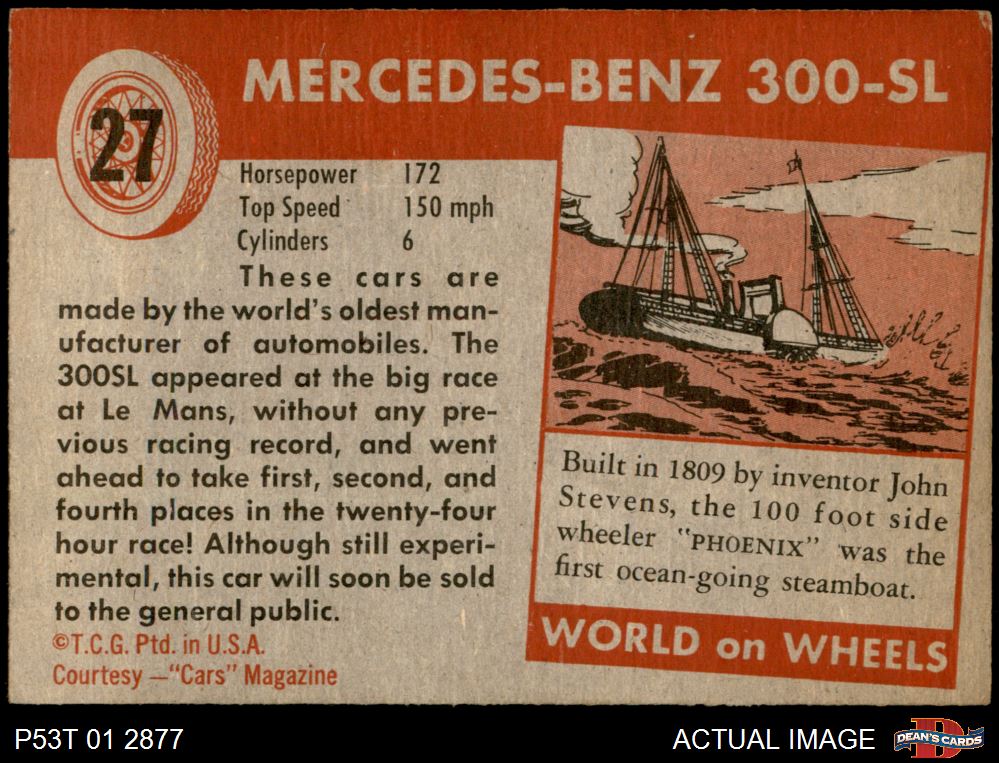 MERCEDES-BENZ 300-SL
27
Horsepower 172
Top Speed 150 mph
Cylinders 6
These cars are
made by the world's oldest man-
ufacturer of automobiles. The
300SL appeared at the big race
at Le Mans, without any pre-
vious racing record, and went
ahead to take first, second, and
fourth places in the twenty-four
hour race! Although still experi-
mental, this car will soon be sold
to the general public.
©T.C.G. Ptd. in U.S.A.
Courtesy —"Cars" Magazine
Built in 1809 by inventor John
Stevens, the 100 foot side
wheeler "PHOENIX" was the
first ocean-going steamboat.
WORLD on WHEELS
P53T 01 2877
ACTUAL IMAGE
D
DEAN'S CARDS